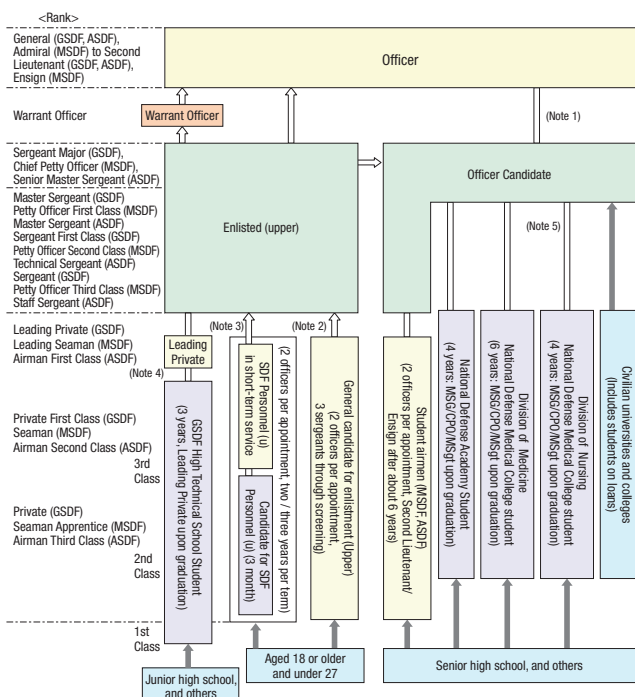 <Rank>
General (GSDF, ASDF),
Admiral (MSDF) to Second
Lieutenant (GSDF, ASDF),
Ensign (MSDF)
Officer
Warrant Officer
Warrant Officer
(Note 1)
Sergeant Major (GSDF),
Chief Petty Officer (MSDF),
Senior Master Sergeant (ASDF)
Master Sergeant (GSDF)
Petty Officer First Class (MSDF)
Master Sergeant (ASDF)
Sergeant First Class (GSDF)
Petty Officer Second Class (MSDF)
Technical Sergeant (ASDF)
Sergeant (GSDF)
Petty Officer Third Class (MSDF)
Staff Sergeant (ASDF)
Enlisted (upper)
Officer Candidate
(Note 5)
Leading Private (GSDF)
Leading Seaman (MSDF)
Airman First Class (ASDF)
(Note 4)
Private First Class (GSDF)
Seaman (MSDF)
Airman Second Class (ASDF)
3rd
Class
Private (GSDF)
Seaman Apprentice (MSDF)
Airman Third Class (ASDF)
2nd
Class
1st
Class
Leading
Private
GSDF High Technical School Student
(3 years, Leading Private upon graduation)
(Note 3)
SDF Personnel (u)
in short-term service
Candidate for SDF
Personnel (u) (3 month)
(2 officers per appointment, two / three years per term)
(Note 2)
General candidate for enlistment (Upper)
(2 officers per appointment,
3 sergeants through screening)
Student airmen (MSDF, ASDF)
(2 officers per appointment, Second Lieutenant/
Ensign after about 6 years)
National Defense Academy Student
(4 years: MSG/CPO/MSgt upon graduation)
Division of Medicine
National Defense Medical College student
(6 years: MSG/CPO/MSgt upon graduation)
Division of Nursing
National Defense Medical College student
(4 years: MSG/CPO/MSgt upon graduation)
Civilian universities and colleges
(Includes students on loans)
Junior high school,
and others
Aged 18 or older
and under 27
Senior high school, and others